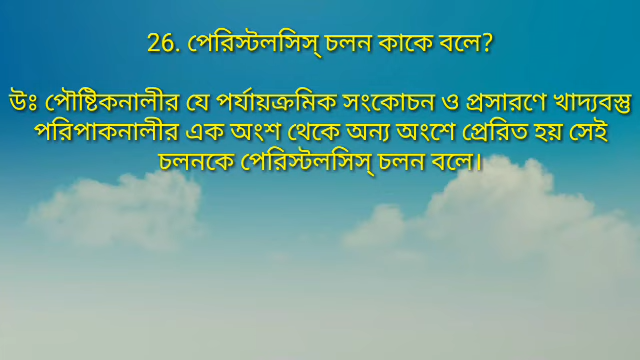 26. পেরিস্টলসিস্ চলন কাকে বলে?
উঃ পৌষ্টিকনালীর যে পর্যায়ক্রমিক সংকোচন ও প্রসারণে খাদ্যবস্তু
পরিপাকনালীর এক অংশ থেকে অন্য অংশে প্রেরিত হয় সেই
চলনকে পেরিস্টলসিস্ চলন বলে।